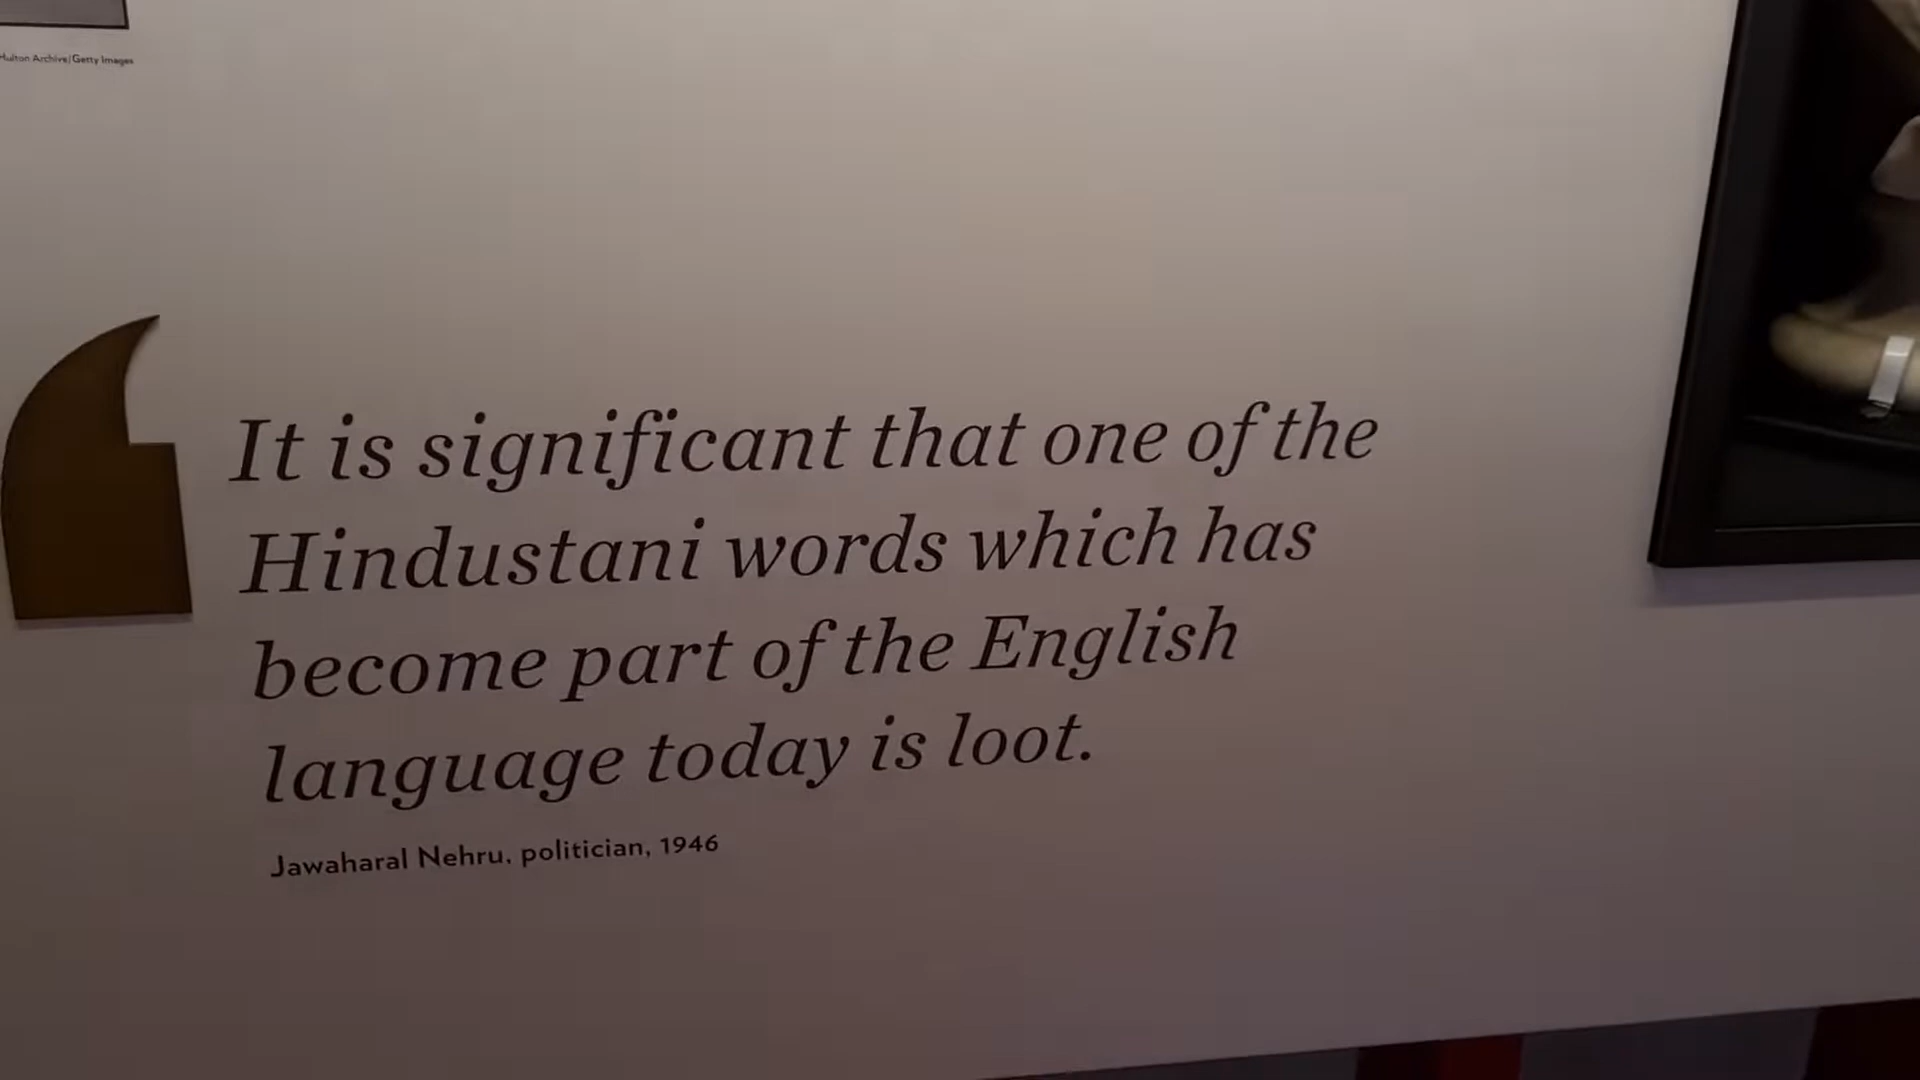 Hulton Archive/Getty Images
It is significant that one of the
Hindustani words which has
become part of the English
language today is loot.
Jawaharal Nehru, politician, 1946